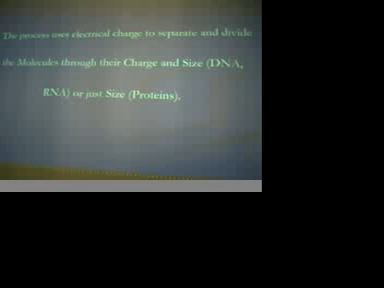 The process uses electrical charge to separate and divide
the Molecules through their Charge and Size (DNA,
RNA) or just Size (Proteins).